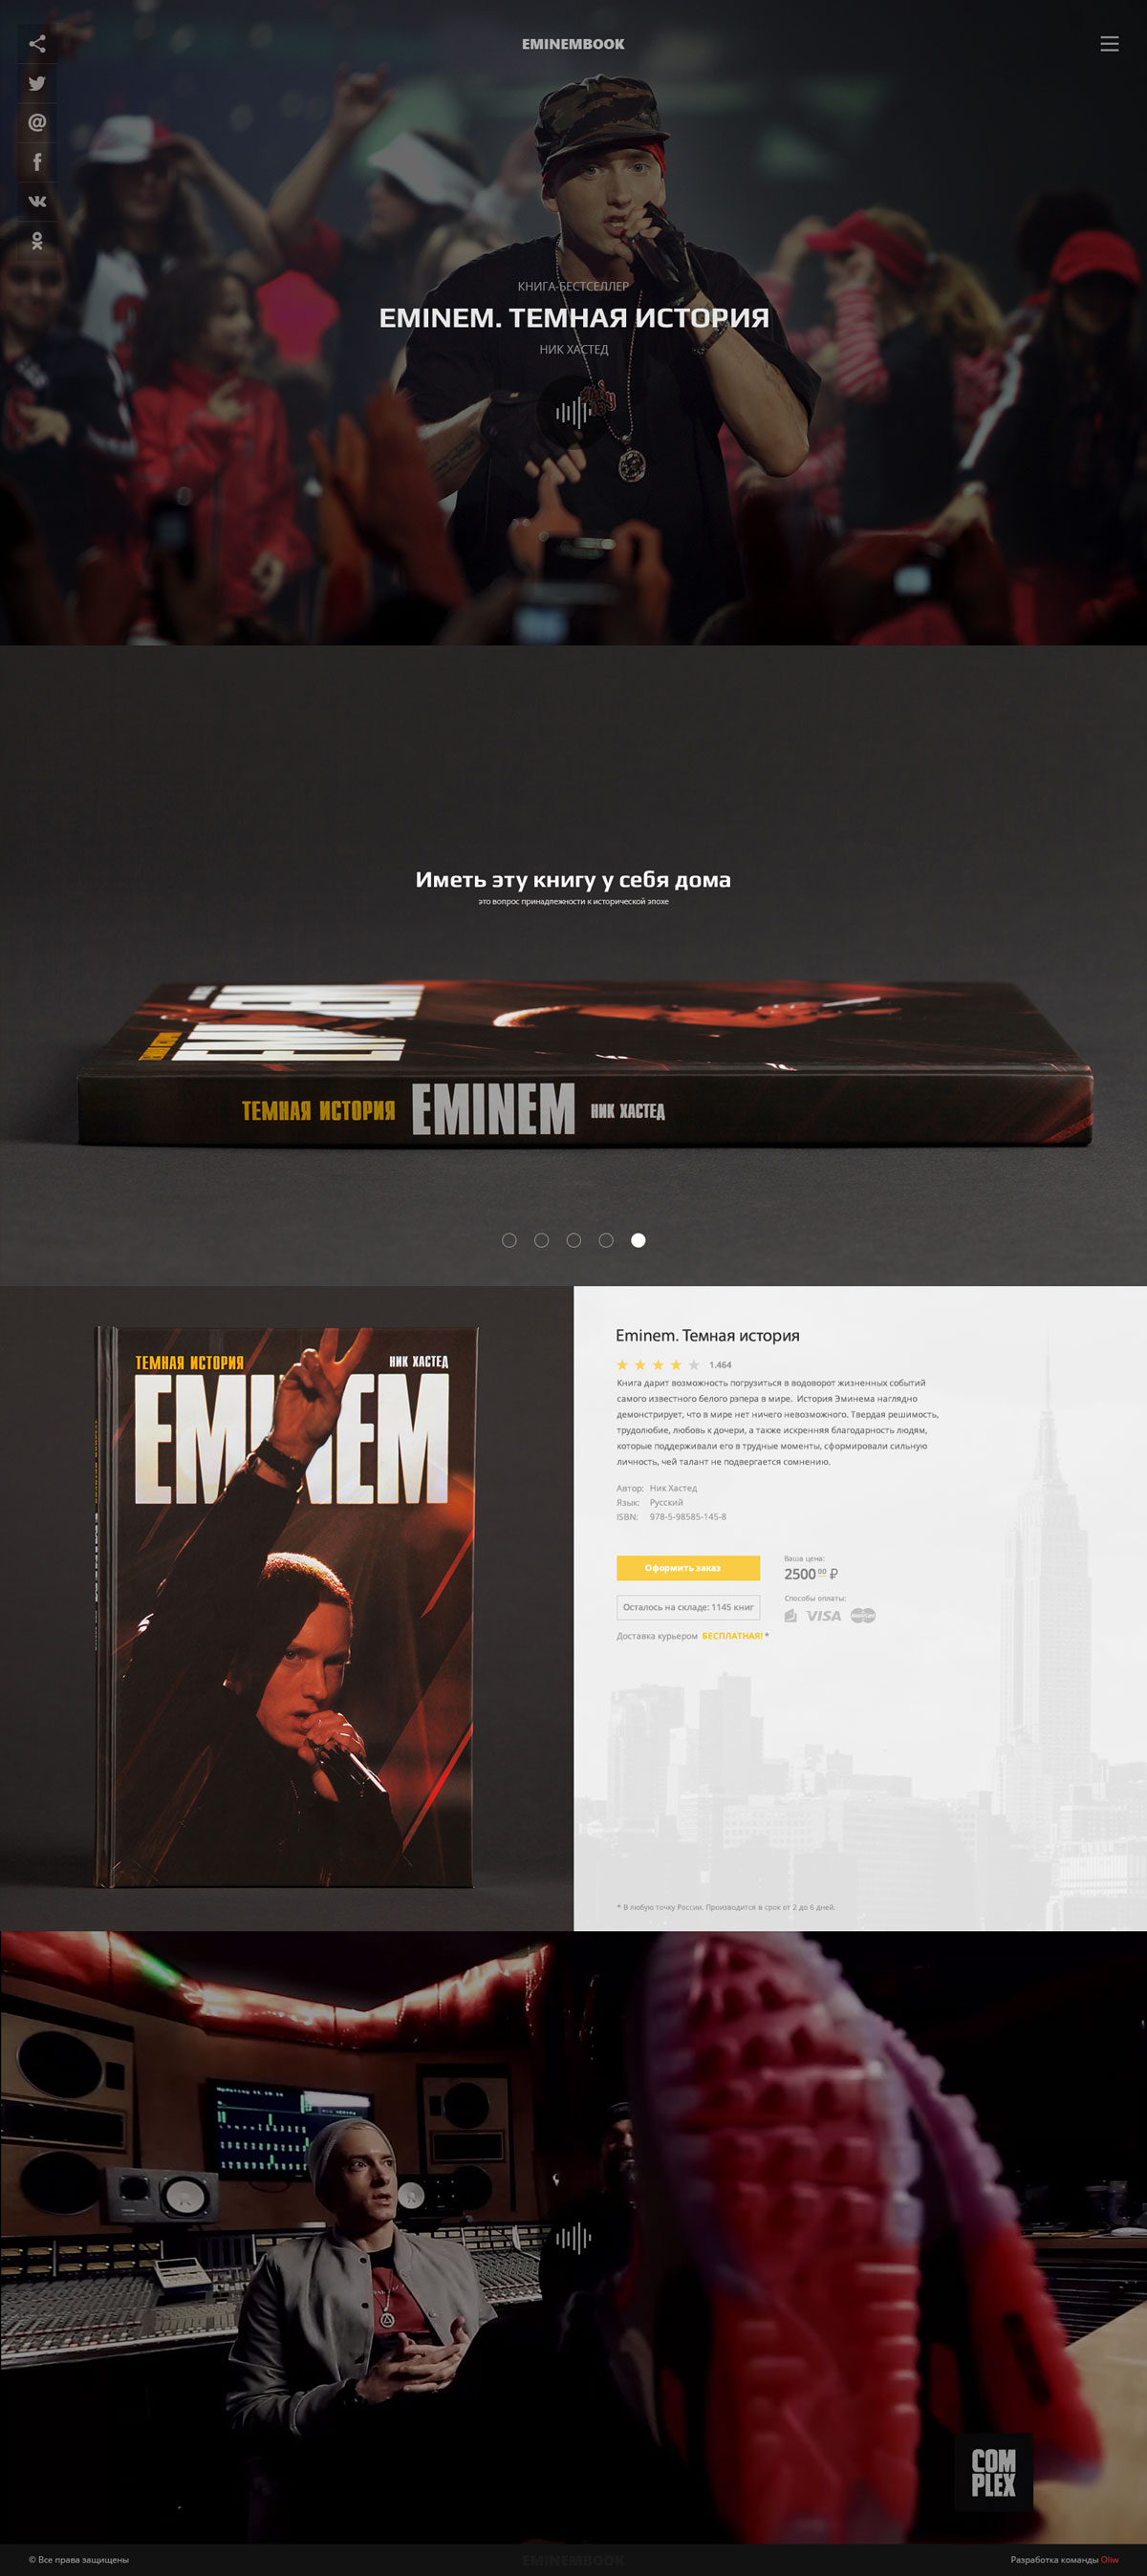 EMINEMBOOK
КНИГА-БЕСТСЕЛЛЕР
EMINEM. ТЕМНАЯ ИСТОРИЯ
НИК ХАСТЕД
Иметь эту книгу у себя дома
это вопрос принадлежности к исторической эпохе
ТЕМНАЯ ИСТОРИЯ EMINEM НИК ХАСТЕД
ТЕМНАЯ ИСТОРИЯ НИК ХАСТЕД
EMINEM
Eminem. Темная история
1.464
Книга дарит возможность погрузиться в водоворот жизненных событий
самого известного белого рэпера в мире. История Эминема наглядно
демонстрирует, что в мире нет ничего невозможного. Твердая решимость,
трудолюбие, любовь к дочери, а также искренняя благодарность людям,
которые поддерживали его в трудные моменты, сформировали сильную
личность, чей талант не подвергается сомнению.
Автор: Ник Хастед
Язык: Русский
ISBN: 978-5-98585-145-8
Оформить заказ
Осталось на складе: 1145 книг
Доставка курьером БЕСПЛАТНАЯ! *
Ваша цена:
2500 00 ₽
Способы оплаты:
VISA
* В любую точку России. Производится в срок от 2 до 6 дней.
COM
PLEX
© Все права защищены
EMINEMBOOK
Разработка команды Oliw